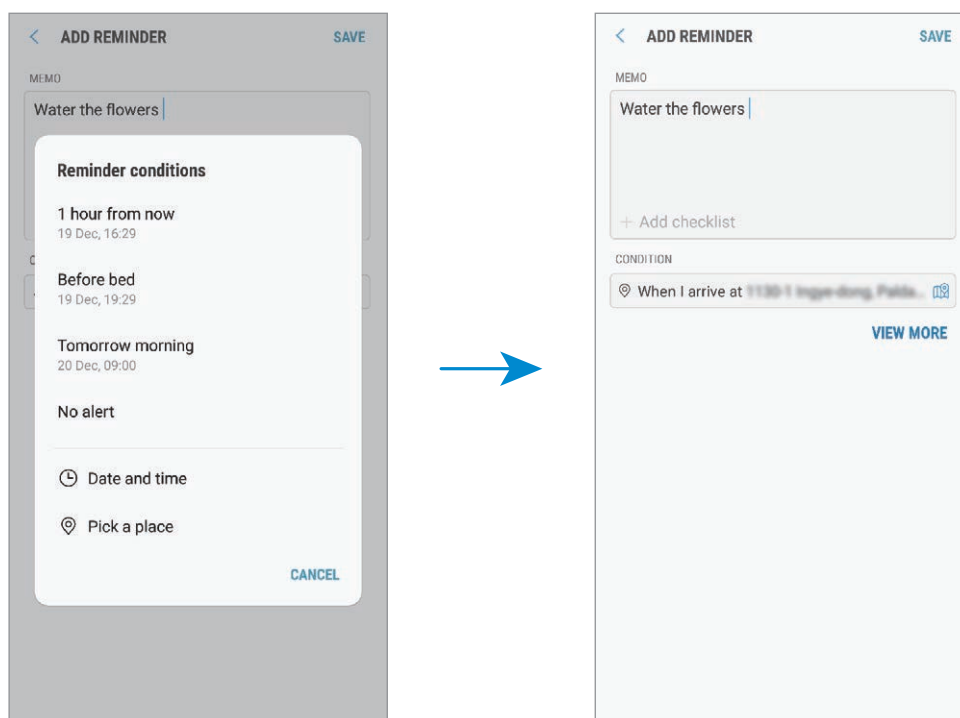 ADD REMINDER SAVE
MEMO
Water the flowers
Reminder conditions
1 hour from now
19 Dec, 16:29
Before bed
19 Dec, 19:29
Tomorrow morning
20 Dec, 09:00
No alert
Date and time
Pick a place
CANCEL
ADD REMINDER SAVE
MEMO
Water the flowers
+ Add checklist
CONDITION
When I arrive at
VIEW MORE